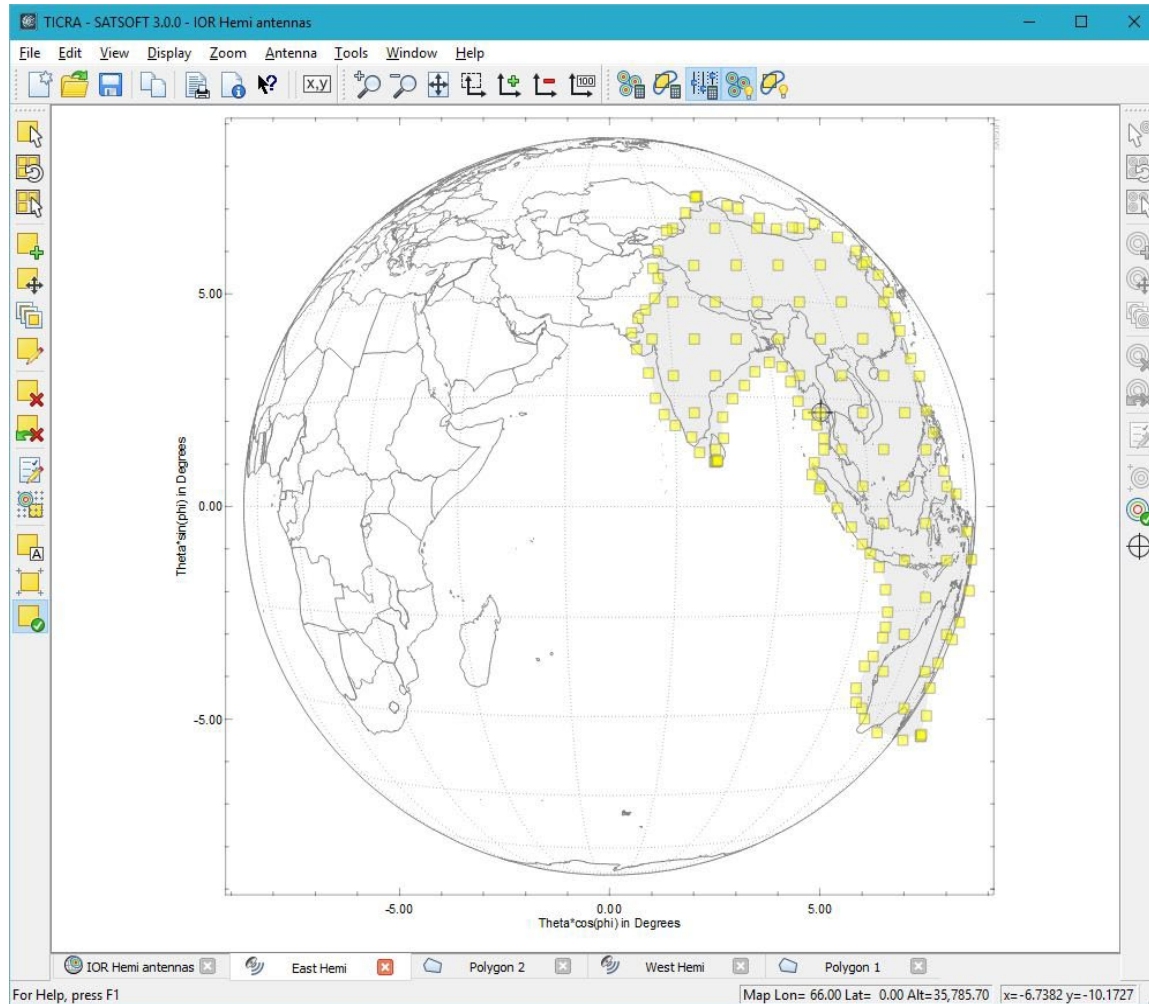 TICRA - SATSOFT 3.0.0 - IOR Hemi antennas
File Edit View Display Zoom Antenna Tools Window Help
x,y
100
5.00
0.00
-5.00
Theta*sin(phi) in Degrees
-5.00 0.00 5.00
Theta*cos(phi) in Degrees
A
IOR Hemi antennas East Hemi Polygon 2 West Hemi Polygon 1
For Help, press F1 Map Lon= 66.00 Lat= 0.00 Alt=35,785.70 x=-6.7382 y=-10.1727